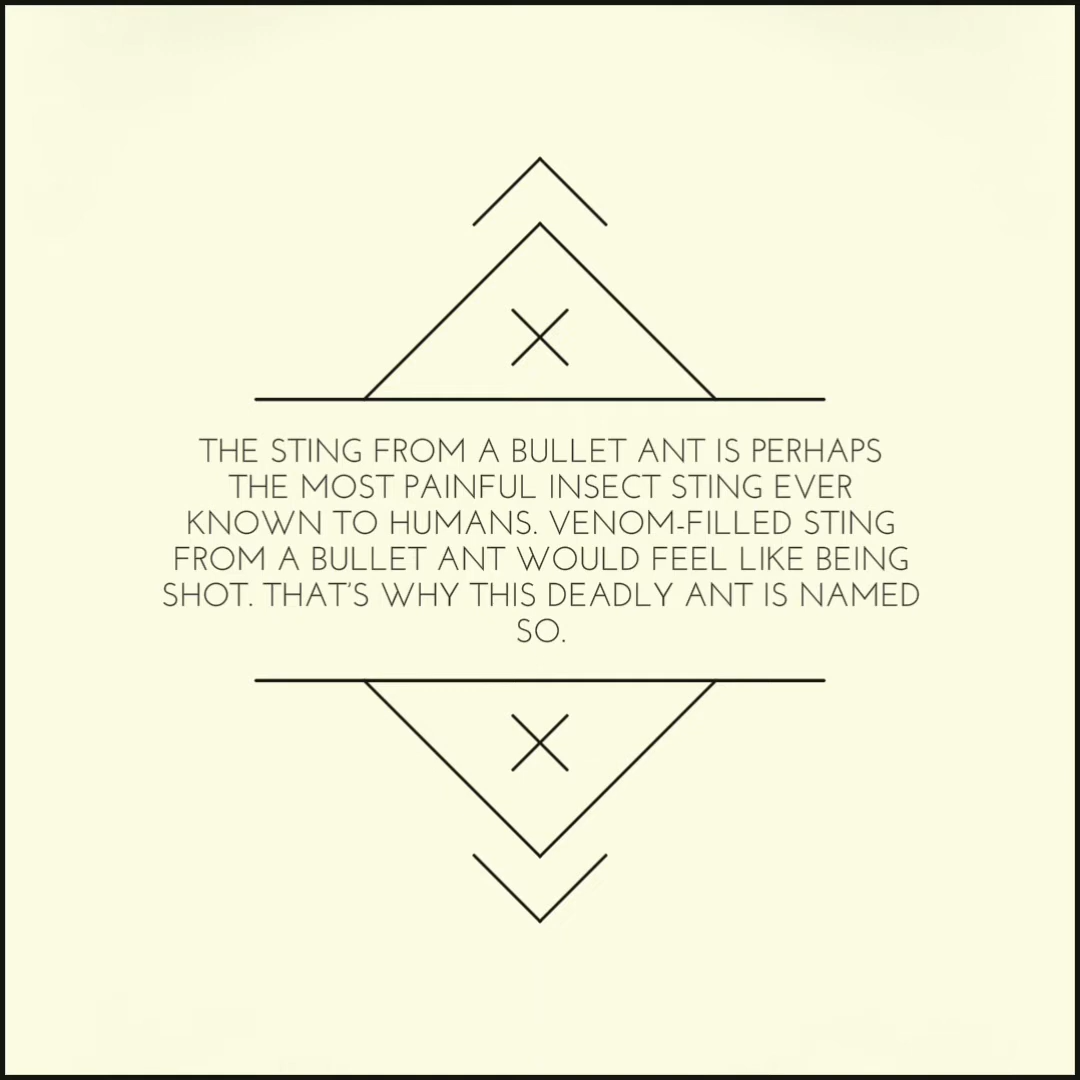 THE STING FROM A BULLET ANT IS PERHAPS
THE MOST PAINFUL INSECT STING EVER
KNOWN TO HUMANS. VENOM-FILLED STING
FROM A BULLET ANT WOULD FEEL LIKE BEING
SHOT. THAT'S WHY THIS DEADLY ANT IS NAMED
SO.